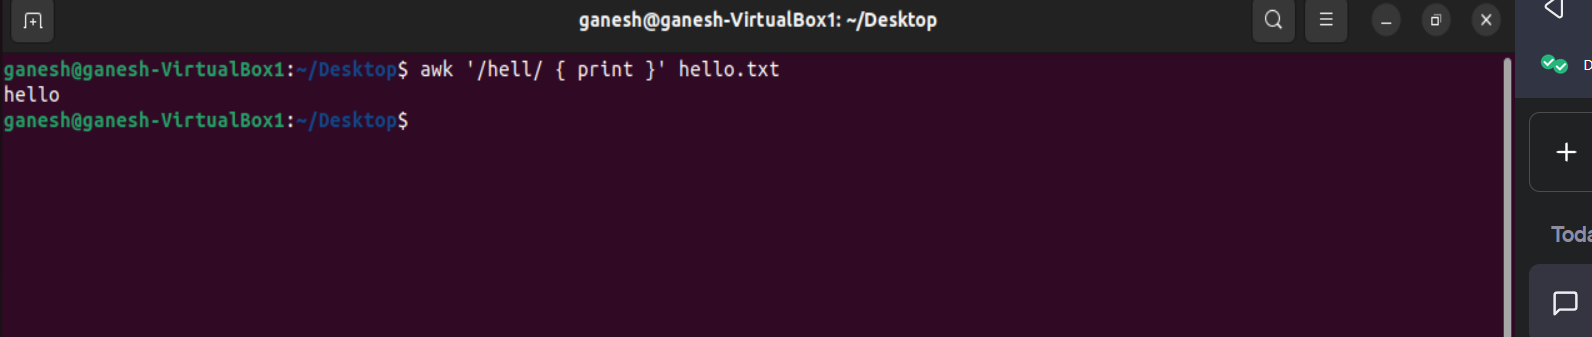 ganesh@ganesh-VirtualBox1: ~/Desktop
ganesh@ganesh-VirtualBox1:~/Desktop$ awk '/hell/ { print }' hello.txt
hello
ganesh@ganesh-VirtualBox1:~/Desktop$
D
Toda